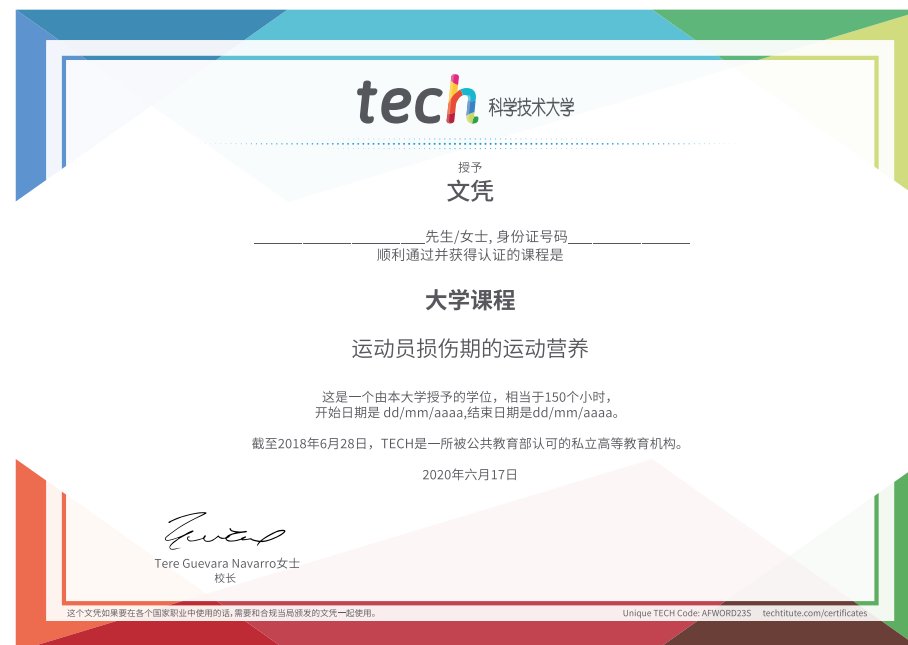 tech 科学技术大学
授予
文凭
_____________________先生/女士, 身份证号码_______________
顺利通过并获得认证的课程是
大学课程
运动员损伤期的运动营养
这是一个由本大学授予的学位，相当于150个小时，
开始日期是 dd/mm/aaaa,结束日期是dd/mm/aaaa。
截至2018年6月28日，TECH是一所被公共教育部认可的私立高等教育机构。
2020年六月17日
Tere Guevara Navarro女士
校长
这个文凭如果要在各个国家职业中使用的话,需要和合规当局颁发的文凭一起使用。
Unique TECH Code: AFWORD23S techtitute.com/certificates